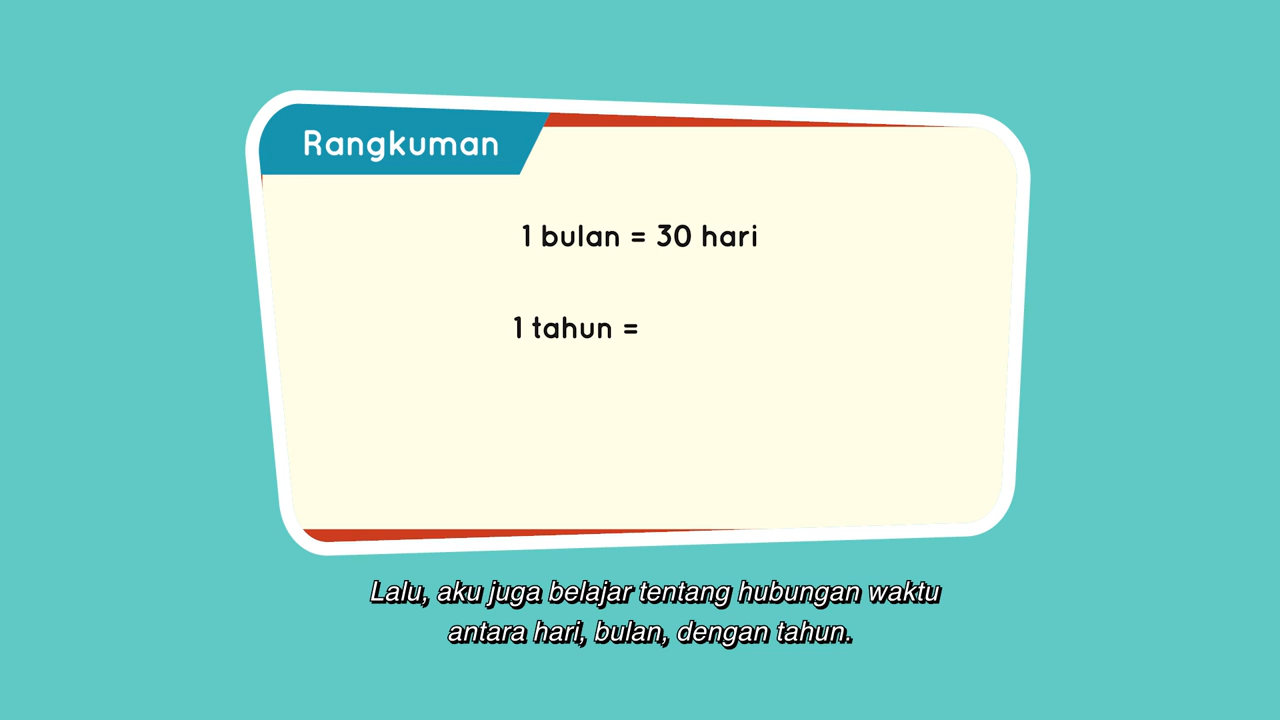 Rangkuman
1 bulan = 30 hari
1 tahun =
Lalu, aku juga belajar tentang hubungan waktu
antara hari, bulan, dengan tahun.